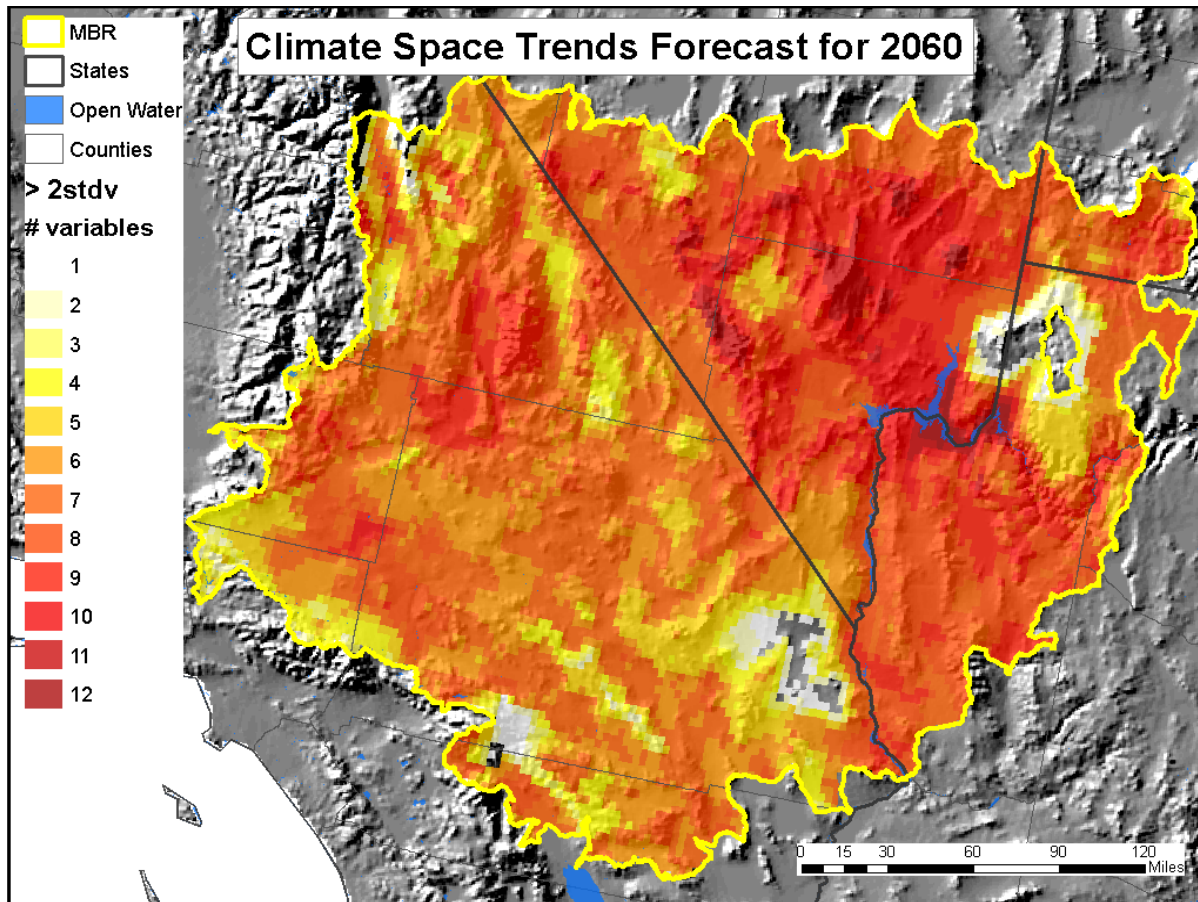 Climate Space Trends Forecast for 2060
MBR
States
Open Water
Counties
> 2stdv
# variables
1
2
3
4
5
6
7
8
9
10
11
12
0 15 30 60 90 120
Miles